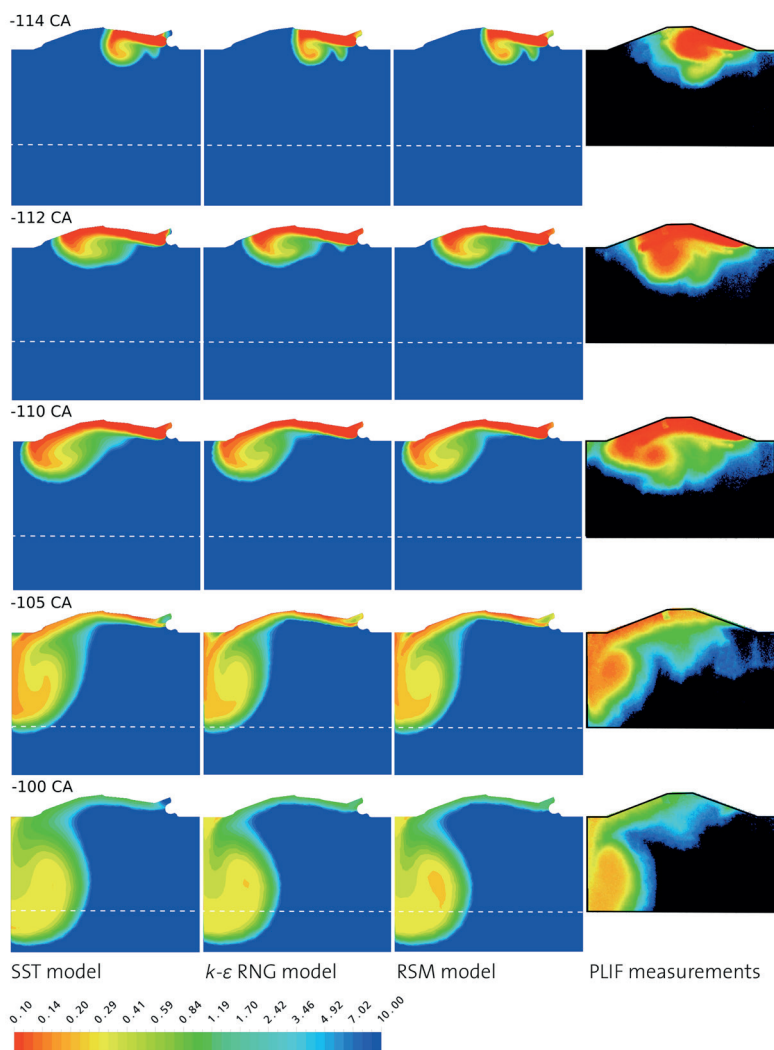 -114 CA
-112 CA
-110 CA
-105 CA
-100 CA
SST model k-ε RNG model RSM model PLIF measurements
0.10 0.14 0.20 0.29 0.41 0.59 0.84 1.19 1.70 2.42 3.46 4.92 7.02 10.00